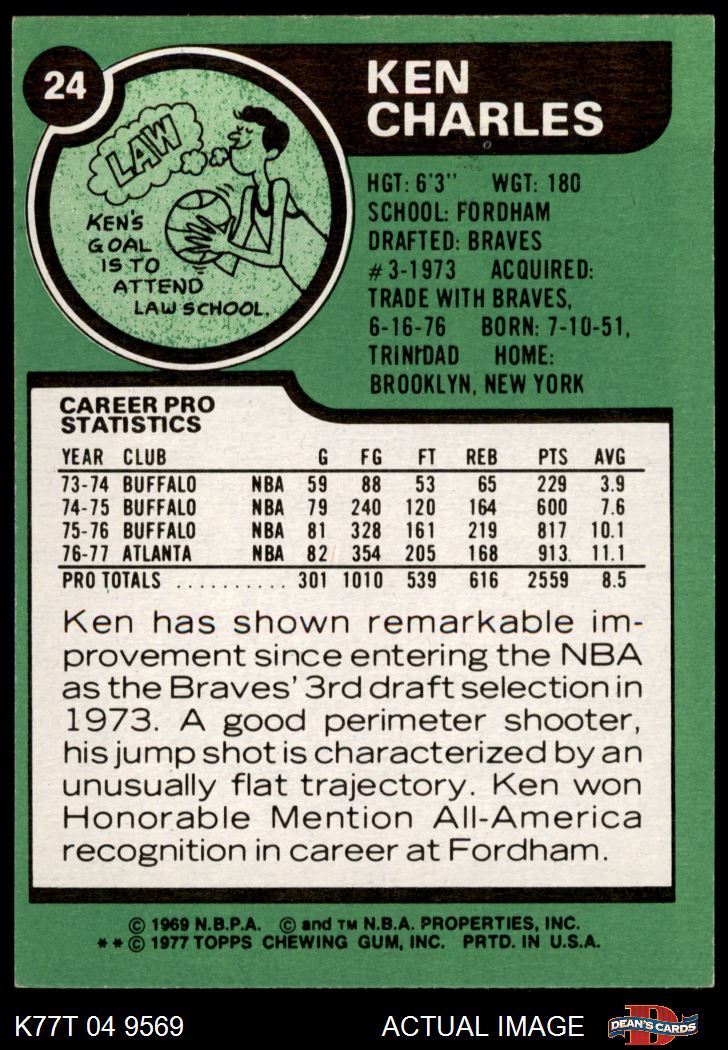 24
KEN
CHARLES
LAW
KEN'S
GOAL
IS TO
ATTEND
LAW SCHOOL.
HGT: 6'3" WGT: 180
SCHOOL: FORDHAM
DRAFTED: BRAVES
#3-1973 ACQUIRED:
TRADE WITH BRAVES,
6-16-76 BORN: 7-10-51,
TRINIDAD HOME:
BROOKLYN, NEW YORK
CAREER PRO
STATISTICS
YEAR CLUB G FG FT REB PTS AVG
73-74 BUFFALO NBA 59 88 53 65 229 3.9
74-75 BUFFALO NBA 79 240 120 164 600 7.6
75-76 BUFFALO NBA 81 328 161 219 817 10.1
76-77 ATLANTA NBA 82 354 205 168 913 11.1
PRO TOTALS .......... 301 1010 539 616 2559 8.5
Ken has shown remarkable im-
provement since entering the NBA
as the Braves' 3rd draft selection in
1973. A good perimeter shooter,
his jump shot is characterized by an
unusually flat trajectory. Ken won
Honorable Mention All-America
recognition in career at Fordham.
© 1969 N.B.P.A. © and TM N.B.A. PROPERTIES, INC.
**© 1977 TOPPS CHEWING GUM, INC. PRTD. IN U.S.A.
K77T 04 9569 ACTUAL IMAGE DEAN'S CARDS